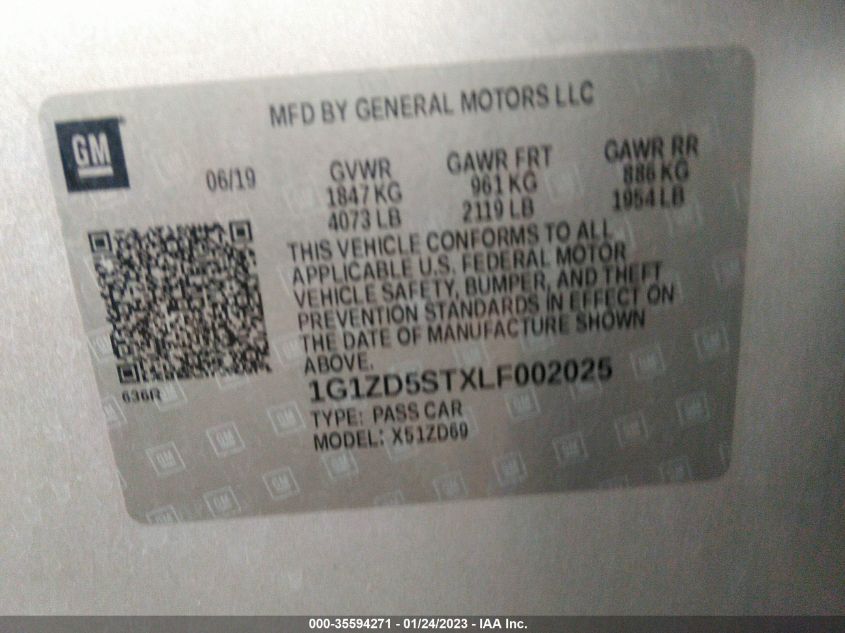 MFD BY GENERAL MOTORS LLC
GM
06/19
GVWR
1847 KG
4073 LB
GAWR FRT
961 KG
2119 LB
GAWR RR
886 KG
1954 LB
THIS VEHICLE CONFORMS TO ALL
APPLICABLE U.S. FEDERAL MOTOR
VEHICLE SAFETY, BUMPER, AND THEFT
PREVENTION STANDARDS IN EFFECT ON
THE DATE OF MANUFACTURE SHOWN
ABOVE.
636R
1G1ZD5STXLF002025
TYPE: PASS CAR
MODEL: X51ZD69
000-35594271 - 01/24/2023 - IAA Inc.